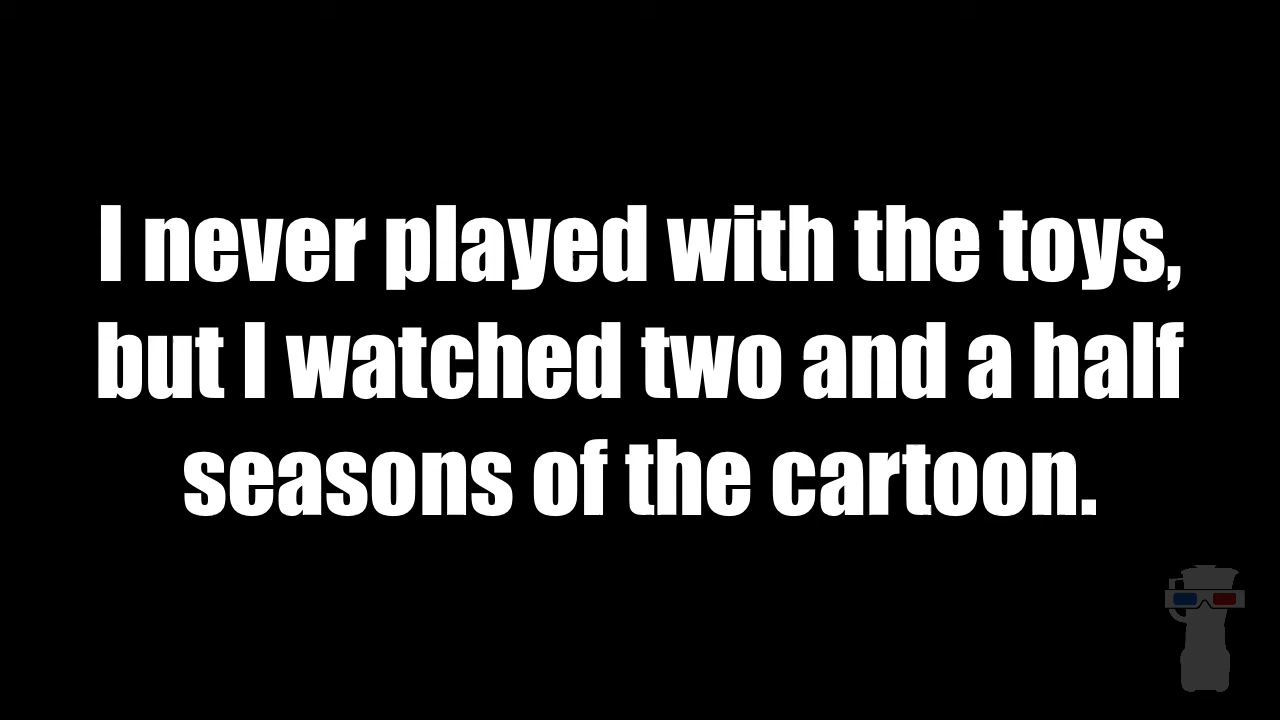 I never played with the toys,
but I watched two and a half
seasons of the cartoon.